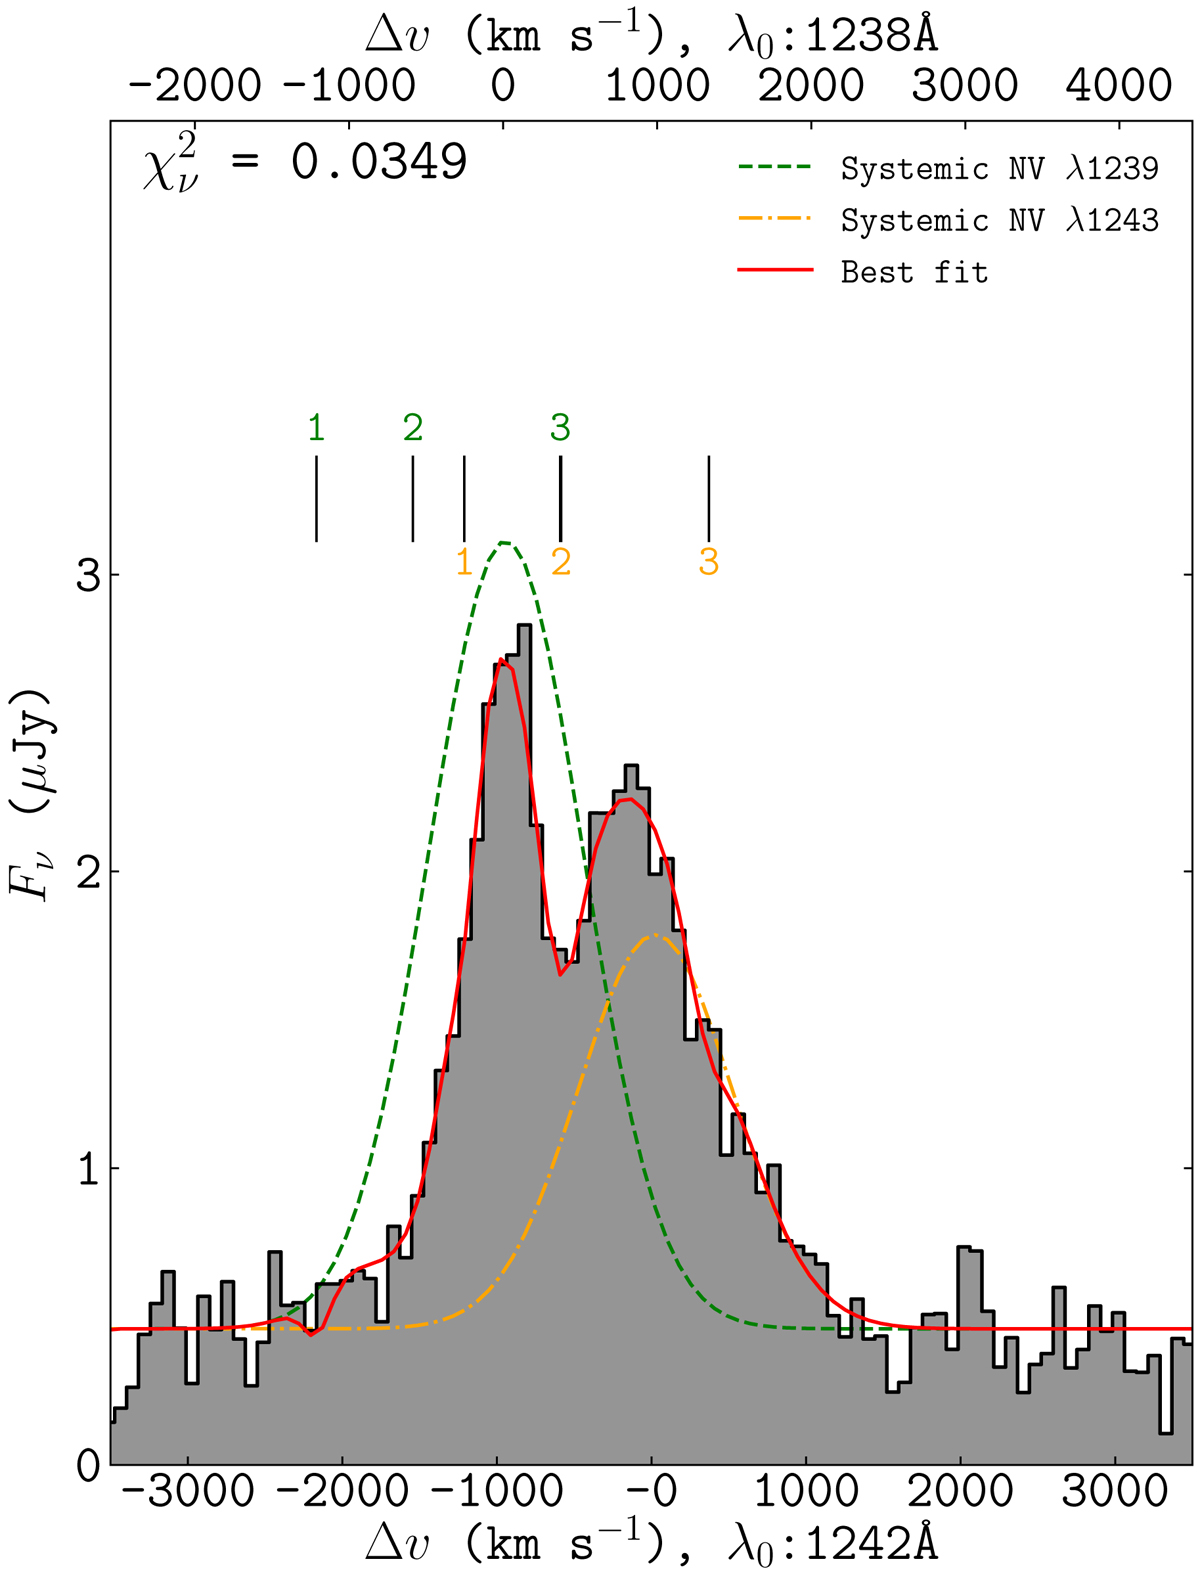 Δv (km s⁻¹), λ₀:1238Å
-2000 -1000 0 1000 2000 3000 4000
χ²ᵥ = 0.0349
Systemic NV λ1239
Systemic NV λ1243
Best fit
1 2 3
1 2 3
3
2
1
0
Fᵥ (μJy)
-3000 -2000 -1000 -0 1000 2000 3000
Δv (km s⁻¹), λ₀:1242Å